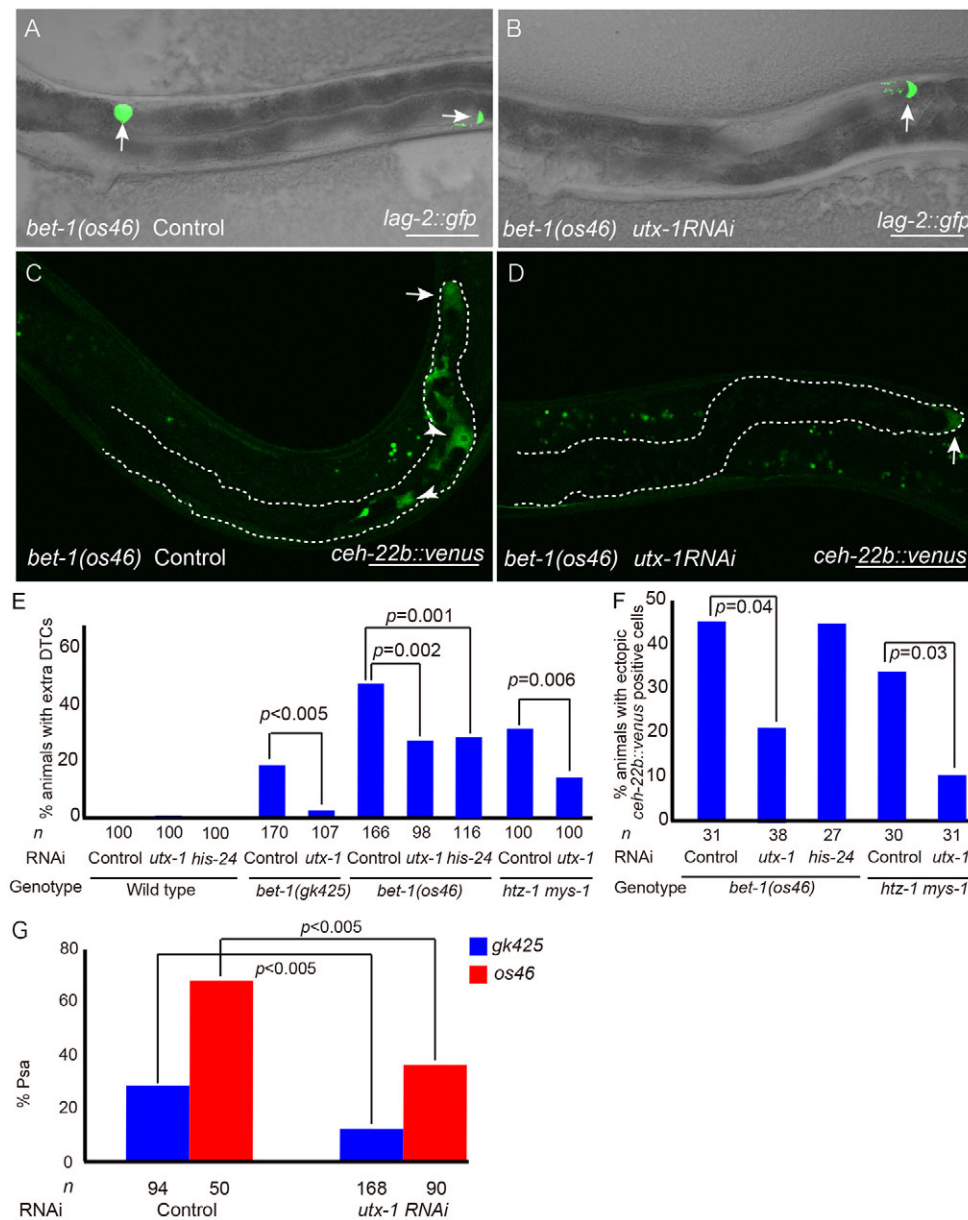 A
bet-1(os46) Control
lag-2::gfp
B
bet-1(os46) utx-1RNAi
lag-2::gfp
C
bet-1(os46) Control
ceh-22b::venus
D
bet-1(os46) utx-1RNAi
ceh-22b::venus
E
% animals with extra DTCs
60
40
20
0
p<0.005
p=0.001
p=0.002
p=0.006
n 100 100 100 170 107 166 98 116 100 100
RNAi Control utx-1 his-24 Control utx-1 Control utx-1 his-24 Control utx-1
Genotype Wild type bet-1(gk425) bet-1(os46) htz-1 mys-1
F
% animals with ectopic
ceh-22b::venus positive cells
50
40
30
20
10
0
p=0.04
p=0.03
n 31 38 27 30 31
RNAi Control utx-1 his-24 Control utx-1
Genotype bet-1(os46) htz-1 mys-1
G
% Psa
80
60
40
20
0
p<0.005
p<0.005
gk425
os46
n 94 50 168 90
RNAi Control utx-1 RNAi